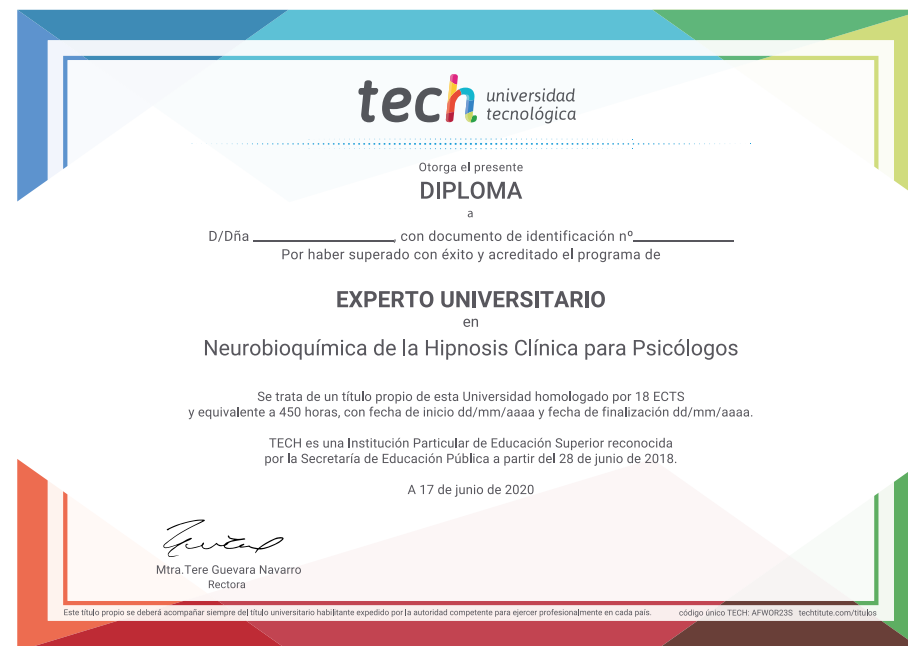 tech universidad
tecnológica
Otorga el presente
DIPLOMA
a
D/Dña ____________, con documento de identificación nº____________
Por haber superado con éxito y acreditado el programa de
EXPERTO UNIVERSITARIO
en
Neurobioquímica de la Hipnosis Clínica para Psicólogos
Se trata de un título propio de esta Universidad homologado por 18 ECTS
y equivalente a 450 horas, con fecha de inicio dd/mm/aaaa y fecha de finalización dd/mm/aaaa.
TECH es una Institución Particular de Educación Superior reconocida
por la Secretaría de Educación Pública a partir del 28 de junio de 2018.
A 17 de junio de 2020
Mtra.Tere Guevara Navarro
Rectora
Este título propio se deberá acompañar siempre del título universitario habilitante expedido por la autoridad competente para ejercer profesionalmente en cada país. código único TECH: AFWOR23S techtitute.com/titulos